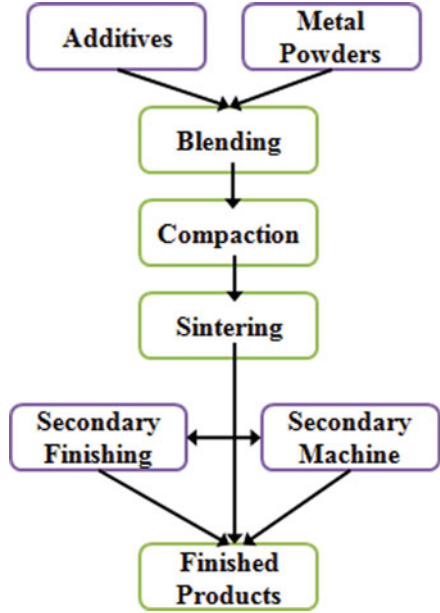 Additives
Metal
Powders
Blending
Compaction
Sintering
Secondary
Finishing
Secondary
Machine
Finished
Products